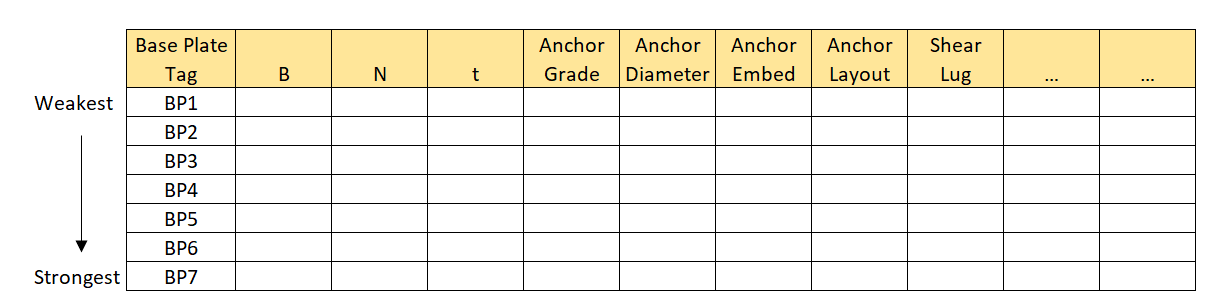 Base Plate Tag B N t Anchor Grade Anchor Diameter Anchor Embed Anchor Layout Shear Lug ... ...
Weakest BP1
BP2
BP3
BP4
BP5
BP6
Strongest BP7